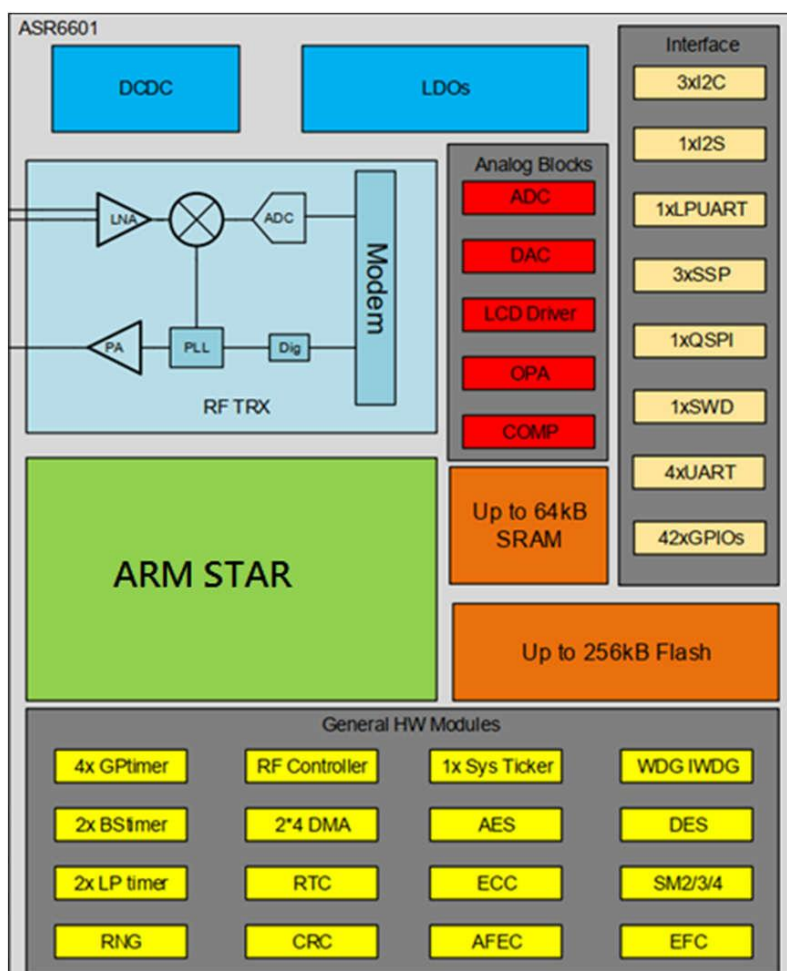 ASR6601
DCDC
LDOs
Interface
3xI2C
1xI2S
1xLPUART
3xSSP
1xQSPI
1xSWD
4xUART
42xGPIOs
LNA
ADC
Modem
PA
PLL
Dig
RF TRX
Analog Blocks
ADC
DAC
LCD Driver
OPA
COMP
ARM STAR
Up to 64kB
SRAM
Up to 256kB Flash
General HW Modules
4x GPtimer
RF Controller
1x Sys Ticker
WDG IWDG
2x BStimer
2*4 DMA
AES
DES
2x LP timer
RTC
ECC
SM2/3/4
RNG
CRC
AFEC
EFC